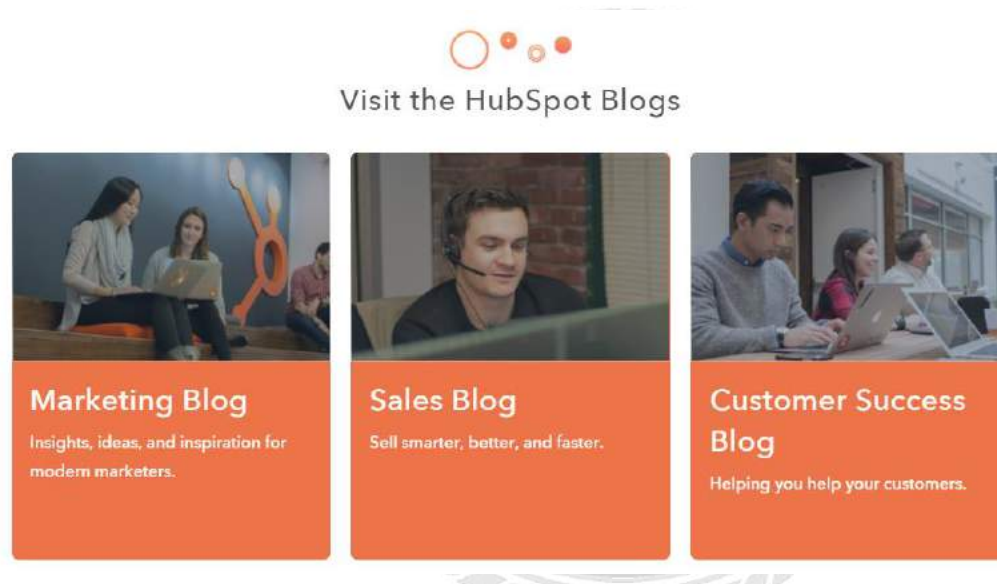 Visit the HubSpot Blogs
Marketing Blog
Insights, ideas, and inspiration for
modern marketers.
Sales Blog
Sell smarter, better, and faster.
Customer Success
Blog
Helping you help your customers.